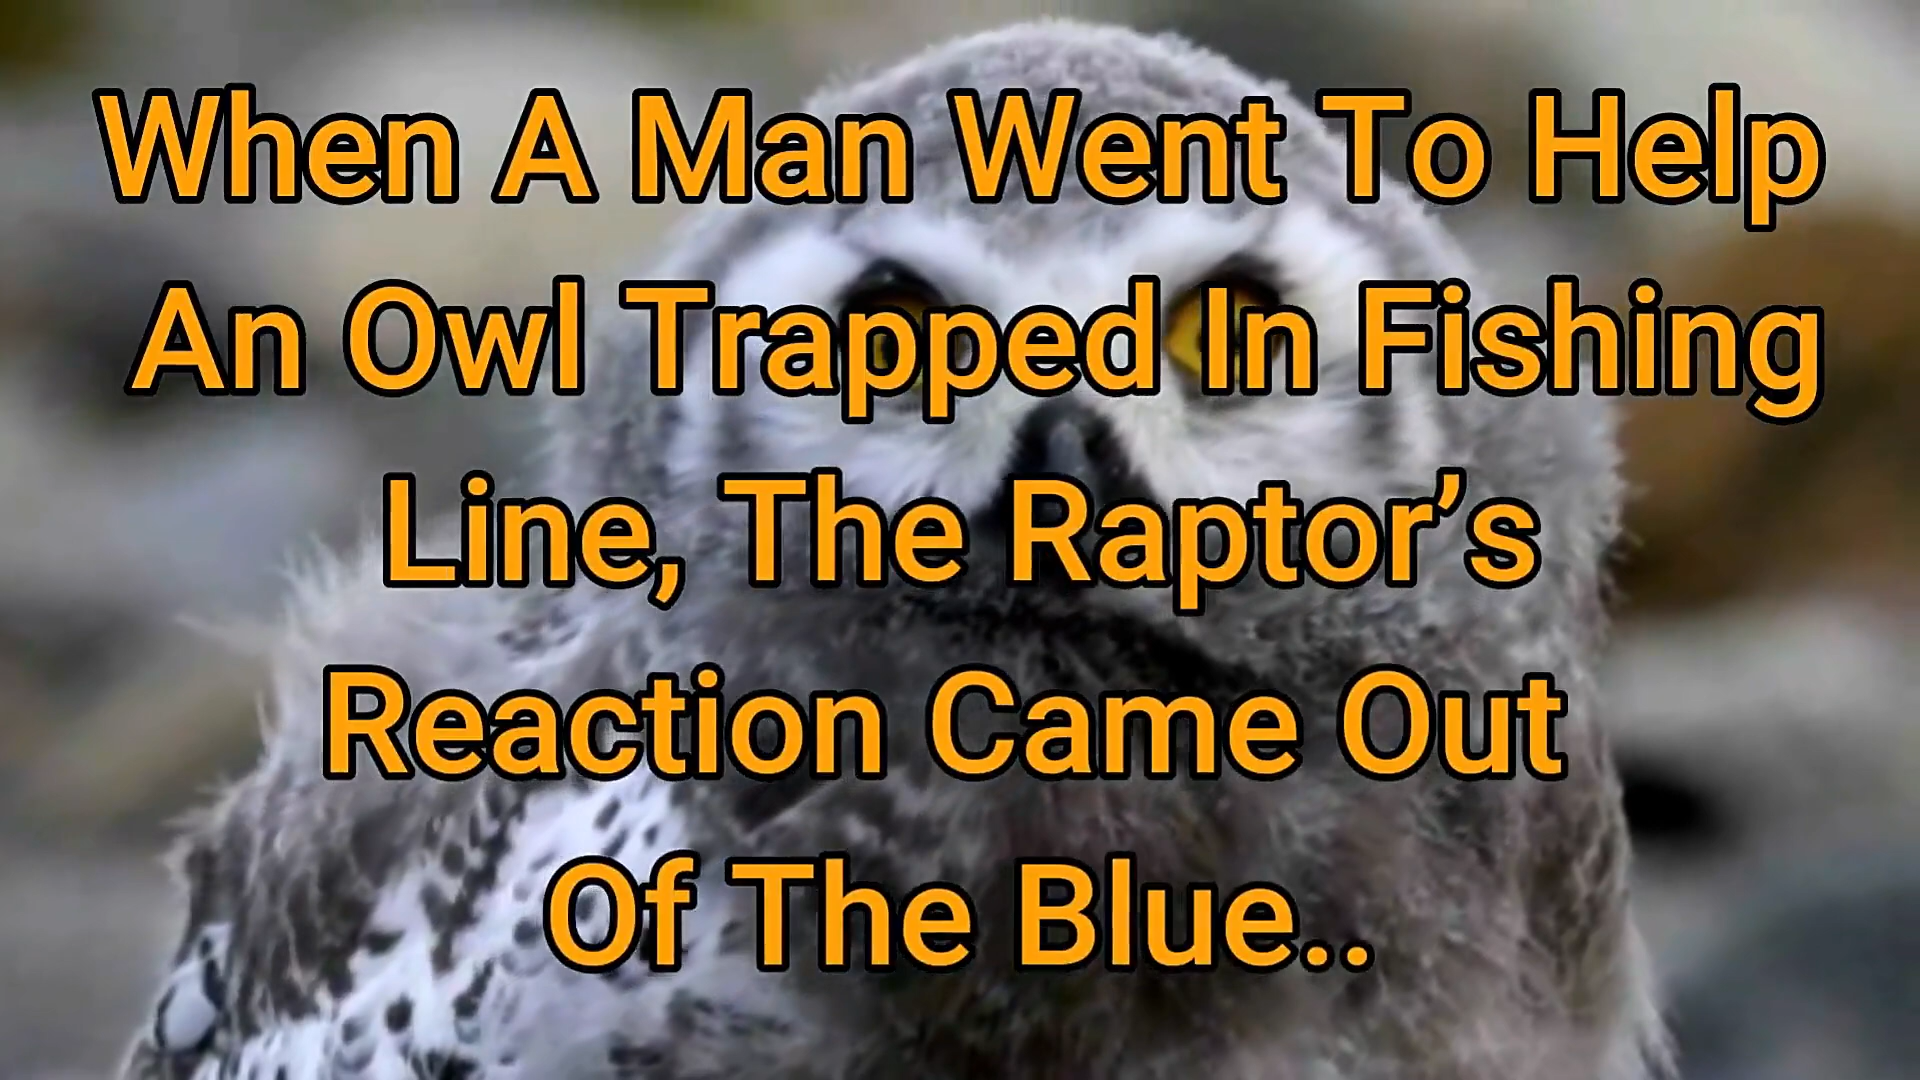 When A Man Went To Help
An Owl Trapped In Fishing
Line, The Raptor’s
Reaction Came Out
Of The Blue..